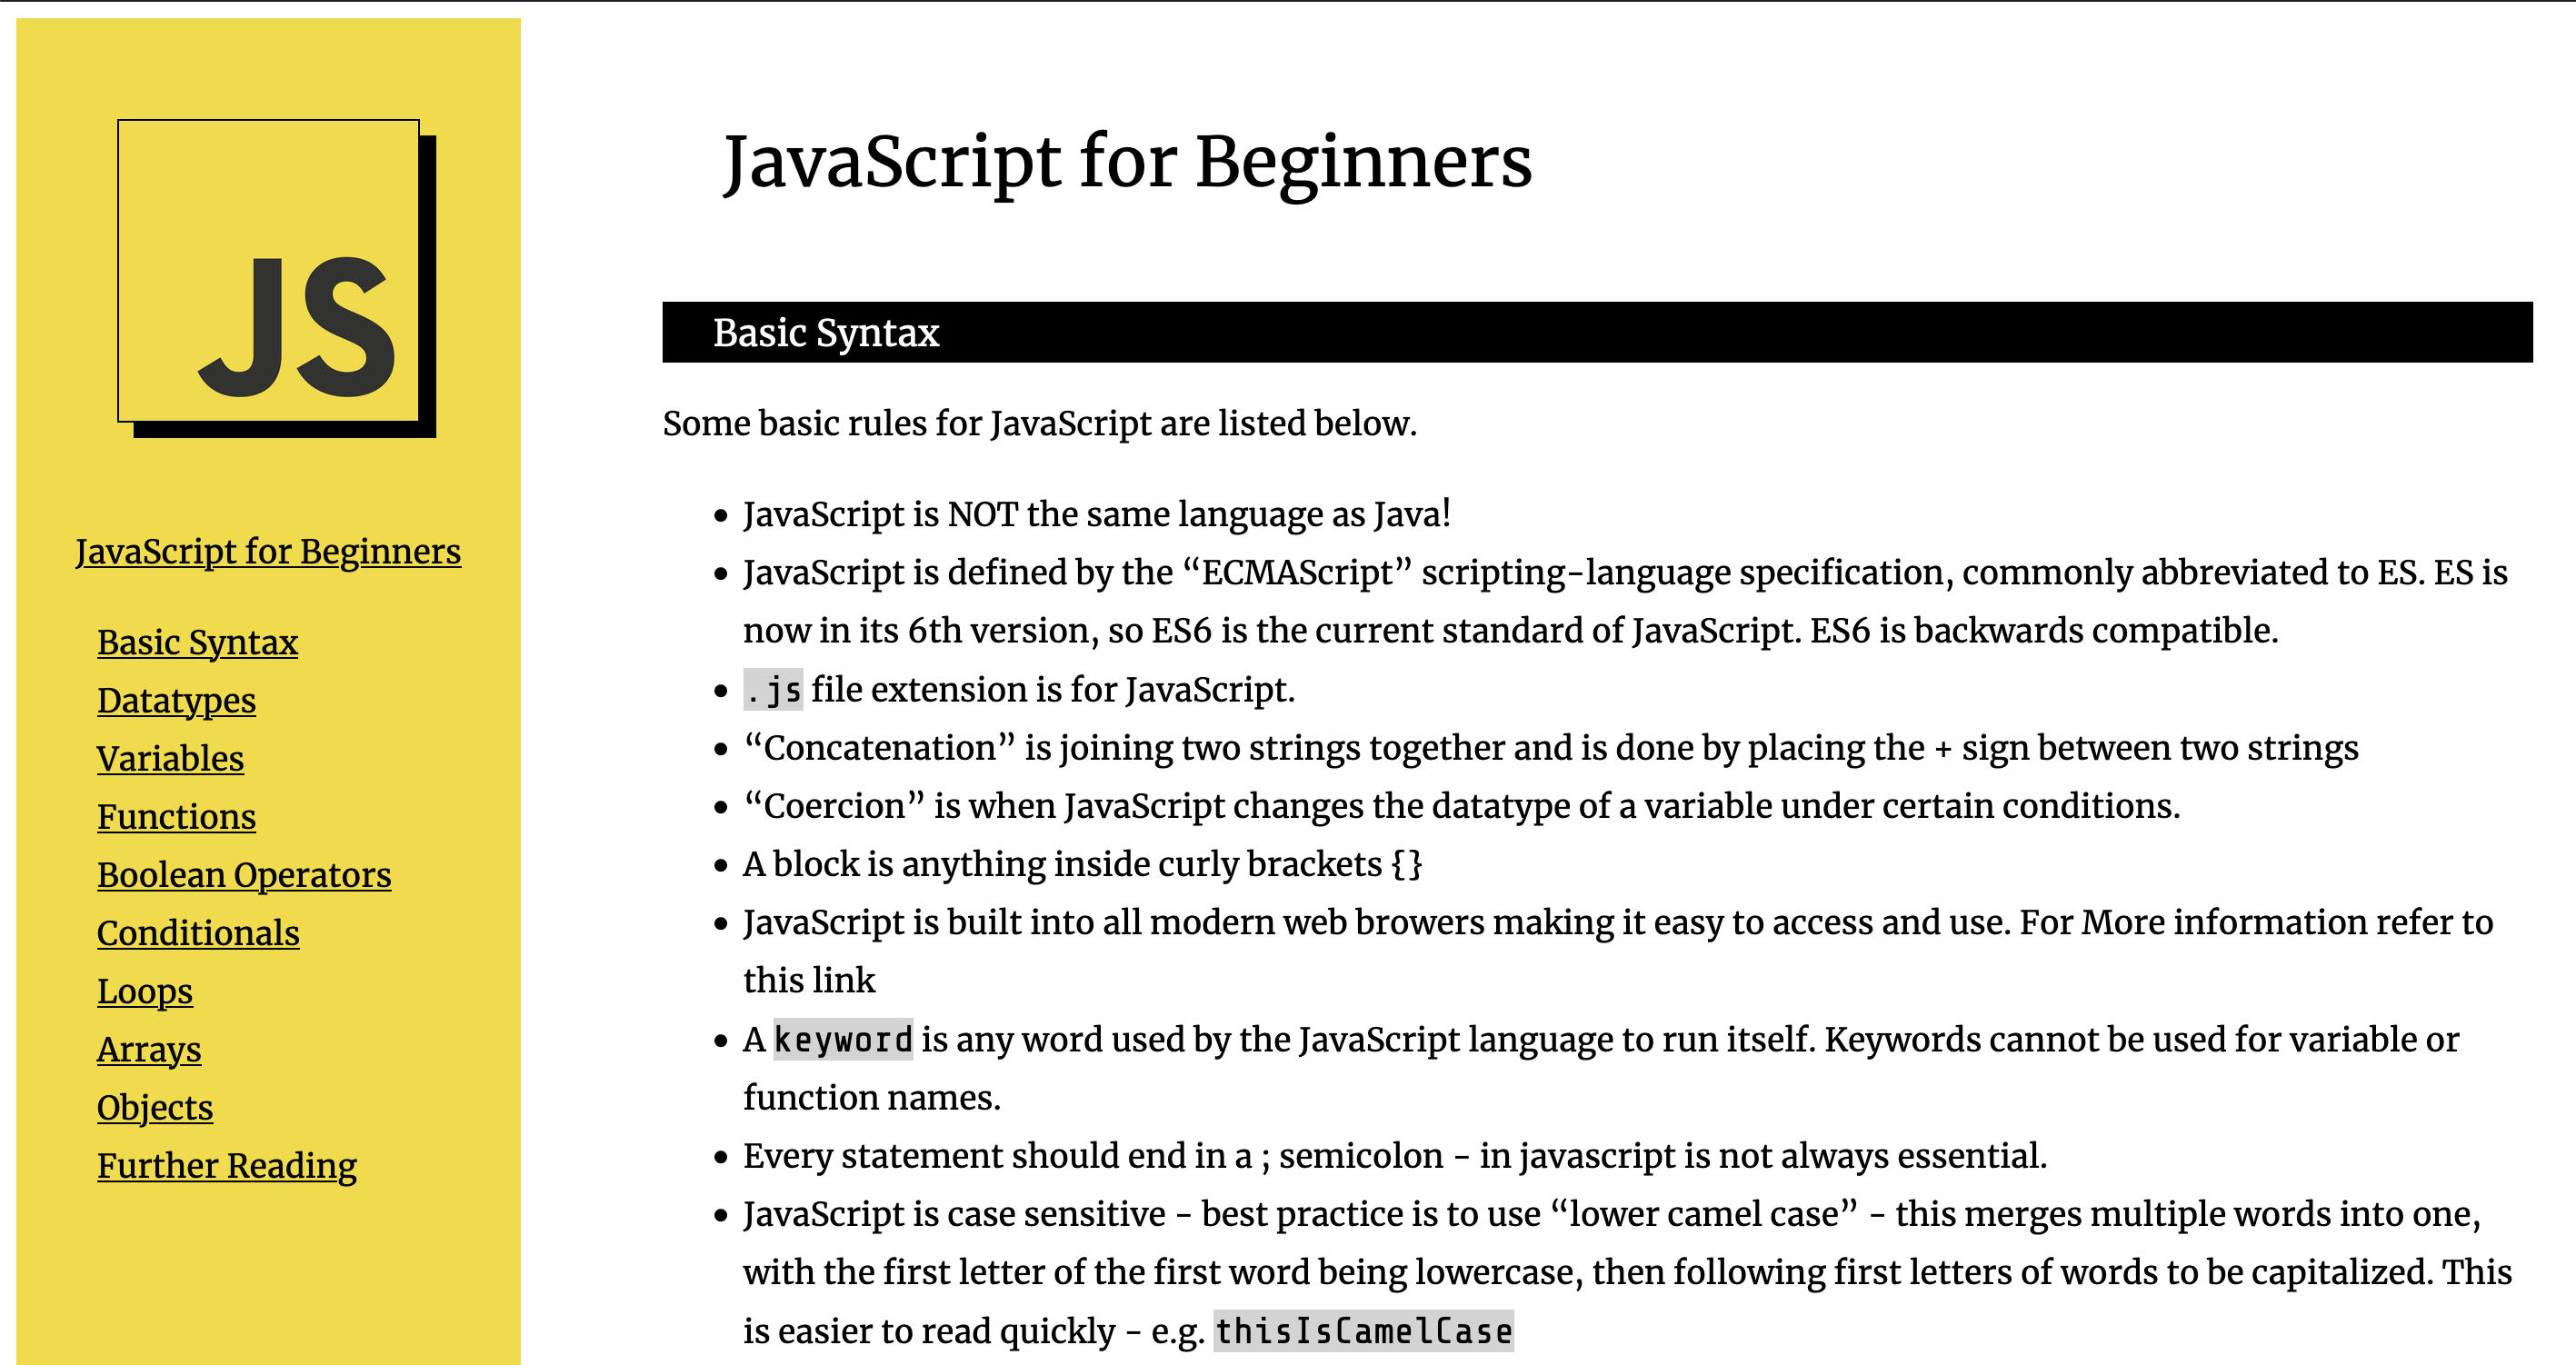 JS
JavaScript for Beginners
Basic Syntax
Datatypes
Variables
Functions
Boolean Operators
Conditionals
Loops
Arrays
Objects
Further Reading
JavaScript for Beginners
Basic Syntax
Some basic rules for JavaScript are listed below.
• JavaScript is NOT the same language as Java!
• JavaScript is defined by the “ECMAScript” scripting-language specification, commonly abbreviated to ES. ES is
now in its 6th version, so ES6 is the current standard of JavaScript. ES6 is backwards compatible.
• .js file extension is for JavaScript.
• “Concatenation” is joining two strings together and is done by placing the + sign between two strings
• “Coercion” is when JavaScript changes the datatype of a variable under certain conditions.
• A block is anything inside curly brackets {}
• JavaScript is built into all modern web browers making it easy to access and use. For More information refer to
this link
• A keyword is any word used by the JavaScript language to run itself. Keywords cannot be used for variable or
function names.
• Every statement should end in a ; semicolon - in javascript is not always essential.
• JavaScript is case sensitive - best practice is to use “lower camel case” - this merges multiple words into one,
with the first letter of the first word being lowercase, then following first letters of words to be capitalized. This
is easier to read quickly - e.g. thisIsCamelCase